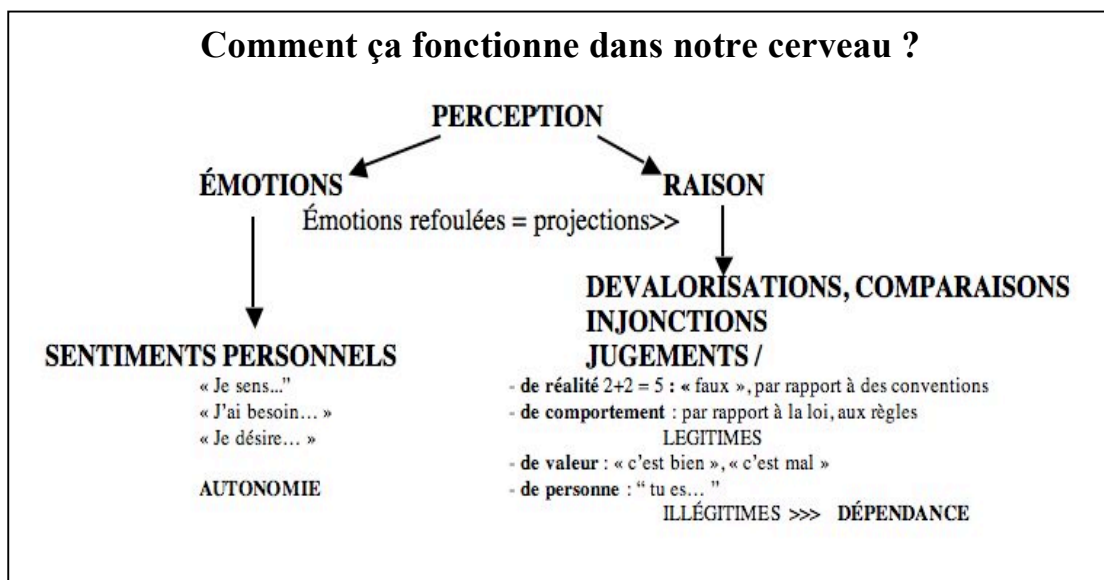 Comment ça fonctionne dans notre cerveau ?
PERCEPTION
ÉMOTIONS
RAISON
Émotions refoulées = projections>>
DEVALORISATIONS, COMPARAISONS
INJONCTIONS
JUGEMENTS /
- de réalité 2+2 = 5 : « faux », par rapport à des conventions
- de comportement : par rapport à la loi, aux règles
LEGITIMES
- de valeur : « c’est bien », « c’est mal »
- de personne : “ tu es… ”
ILLÉGITIMES >>> DÉPENDANCE
SENTIMENTS PERSONNELS
« Je sens...”
« J’ai besoin… »
« Je désire… »
AUTONOMIE